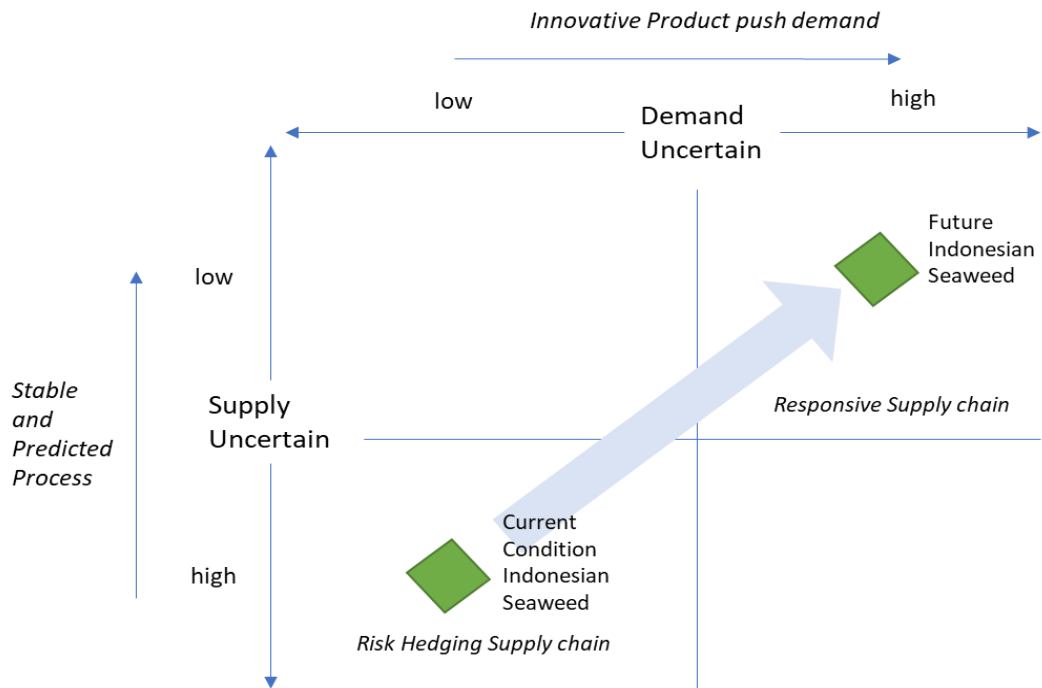 Innovative Product push demand
low
high
Demand
Uncertain
Future
Indonesian
Seaweed
low
Stable
and
Predicted
Process
Supply
Uncertain
Responsive Supply chain
Current
Condition
Indonesian
Seaweed
high
Risk Hedging Supply chain